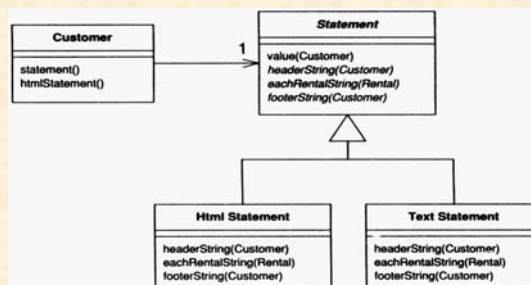 Customer
statement()
htmlStatement()
1
Statement
value(Customer)
headerString(Customer)
eachRentalString(Rental)
footerString(Customer)
Html Statement
headerString(Customer)
eachRentalString(Rental)
footerString(Customer)
Text Statement
headerString(Customer)
eachRentalString(Rental)
footerString(Customer)